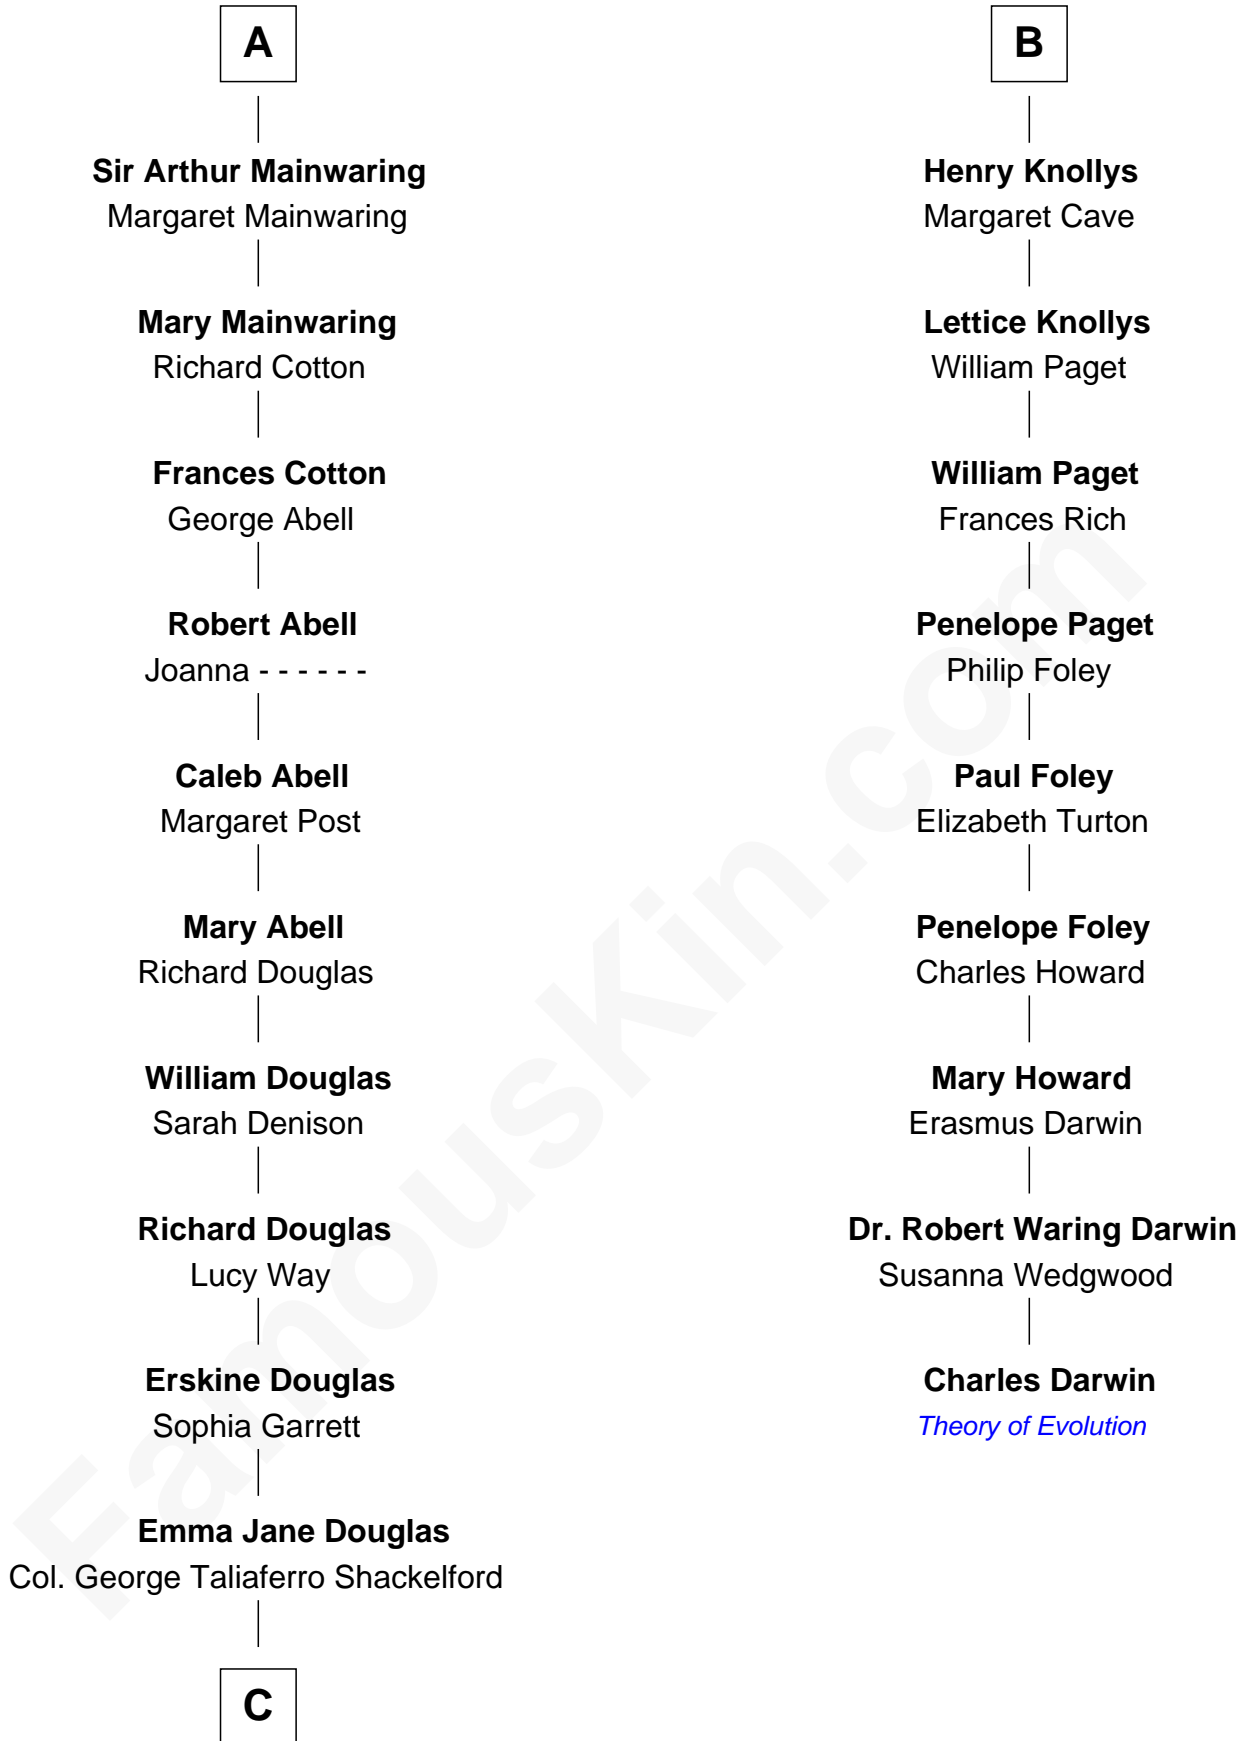 A
Sir Arthur Mainwaring
Margaret Mainwaring
Mary Mainwaring
Richard Cotton
Frances Cotton
George Abell
Robert Abell
Joanna - - - - - -
Caleb Abell
Margaret Post
Mary Abell
Richard Douglas
William Douglas
Sarah Denison
Richard Douglas
Lucy Way
Erskine Douglas
Sophia Garrett
Emma Jane Douglas
Col. George Taliaferro Shackelford
C
B
Henry Knollys
Margaret Cave
Lettice Knollys
William Paget
William Paget
Frances Rich
Penelope Paget
Philip Foley
Paul Foley
Elizabeth Turton
Penelope Foley
Charles Howard
Mary Howard
Erasmus Darwin
Dr. Robert Waring Darwin
Susanna Wedgwood
Charles Darwin
Theory of Evolution
FamousKin.com